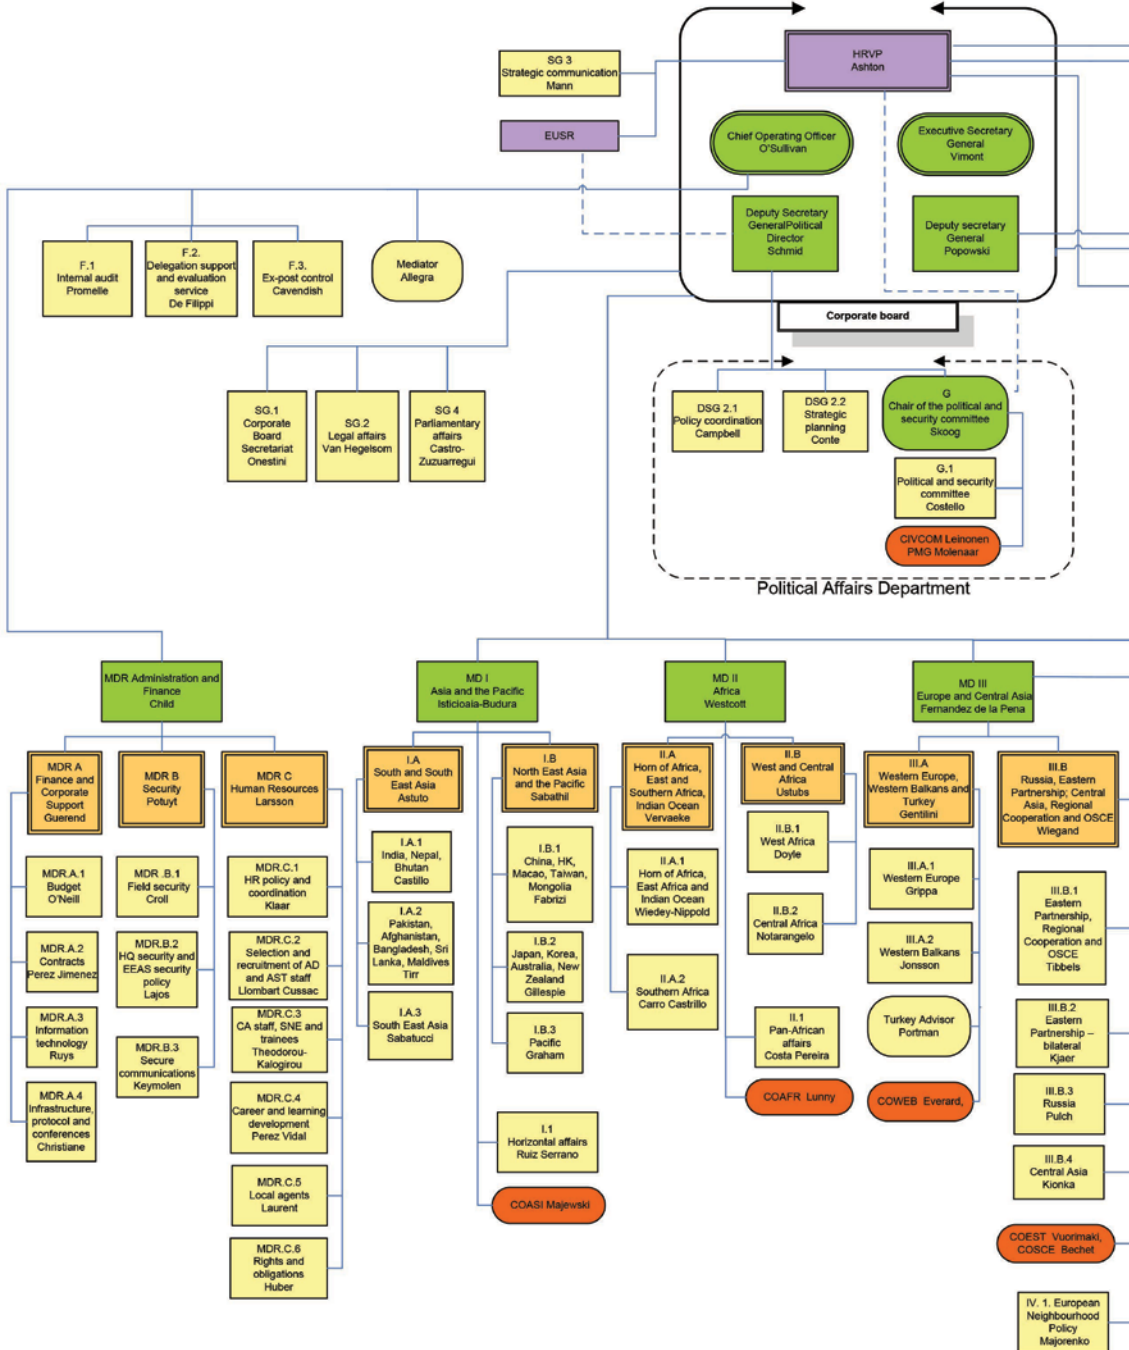 HRVP
Ashton
SG 3
Strategic communication
Mann
EUSR
Chief Operating Officer
O'Sullivan
Executive Secretary
General
Vimont
Deputy Secretary
GeneralPolitical
Director
Schmid
Deputy secretary
General
Popowski
F.1
Internal audit
Promelle
F.2.
Delegation support
and evaluation
service
De Filippi
F.3.
Ex-post control
Cavendish
Mediator
Allegra
Corporate board
SG.1
Corporate
Board
Secretariat
Onestini
SG.2
Legal affairs
Van Hegelsom
SG 4
Parliamentary
affairs
Castro-
Zuzuarregui
DSG 2.1
Policy coordination
Campbell
DSG 2.2
Strategic
planning
Conte
G
Chair of the political and
security committee
Skoog
G.1
Political and security
committee
Costello
CIVCOM Leinonen
PMG Molenaar
Political Affairs Department
MDR Administration and
Finance
Child
MD I
Asia and the Pacific
Isticioaia-Budura
MD II
Africa
Westcott
MD III
Europe and Central Asia
Fernandez de la Pena
MDR A
Finance and
Corporate
Support
Guerend
MDR B
Security
Potuyt
MDR C
Human Resources
Larsson
I.A
South and South
East Asia
Astuto
I.B
North East Asia
and the Pacific
Sabathil
II.A
Horn of Africa,
East and
Southern Africa,
Indian Ocean
Vervaeke
II.B
West and Central
Africa
Ustubs
III.A
Western Europe,
Western Balkans and
Turkey
Gentilini
III.B
Russia, Eastern
Partnership; Central
Asia, Regional
Cooperation and OSCE
Wiegand
MDR.A.1
Budget
O'Neill
MDR.A.2
Contracts
Perez Jimenez
MDR.A.3
Information
technology
Ruys
MDR.A.4
Infrastructure,
protocol and
conferences
Christiane
MDR .B.1
Field security
Croll
MDR.B.2
HQ security and
EEAS security
policy
Lajos
MDR.B.3
Secure
communications
Keymolen
MDR.C.1
HR policy and
coordination
Klaar
MDR.C.2
Selection and
recruitment of AD
and AST staff
Llombart Cussac
MDR.C.3
CA staff, SNE and
trainees
Theodorou-
Kalogirou
MDR.C.4
Career and learning
development
Perez Vidal
MDR.C.5
Local agents
Laurent
MDR.C.6
Rights and
obligations
Huber
I.A.1
India, Nepal,
Bhutan
Castillo
I.A.2
Pakistan,
Afghanistan,
Bangladesh, Sri
Lanka, Maldives
Tirr
I.A.3
South East Asia
Sabatucci
I.B.1
China, HK,
Macao, Taiwan,
Mongolia
Fabrizi
I.B.2
Japan, Korea,
Australia, New
Zealand
Gillespie
I.B.3
Pacific
Graham
I.1
Horizontal affairs
Ruiz Serrano
COASI Majewski
II.A.1
Horn of Africa,
East Africa and
Indian Ocean
Wiedey-Nippold
II.A.2
Southern Africa
Carro Castrillo
II.B.1
West Africa
Doyle
II.B.2
Central Africa
Notarangelo
II.1
Pan-African
affairs
Costa Pereira
COAFR Lunny
III.A.1
Western Europe
Grippa
III.A.2
Western Balkans
Jonsson
Turkey Advisor
Portman
COWEB Everard,
III.B.1
Eastern
Partnership,
Regional
Cooperation and
OSCE
Tibbels
III.B.2
Eastern
Partnership –
bilateral
Kjaer
III.B.3
Russia
Pulch
III.B.4
Central Asia
Kionka
COEST Vuorimaki,
COSCE Bechet
IV. 1. European
Neighbourhood
Policy
Majorenko